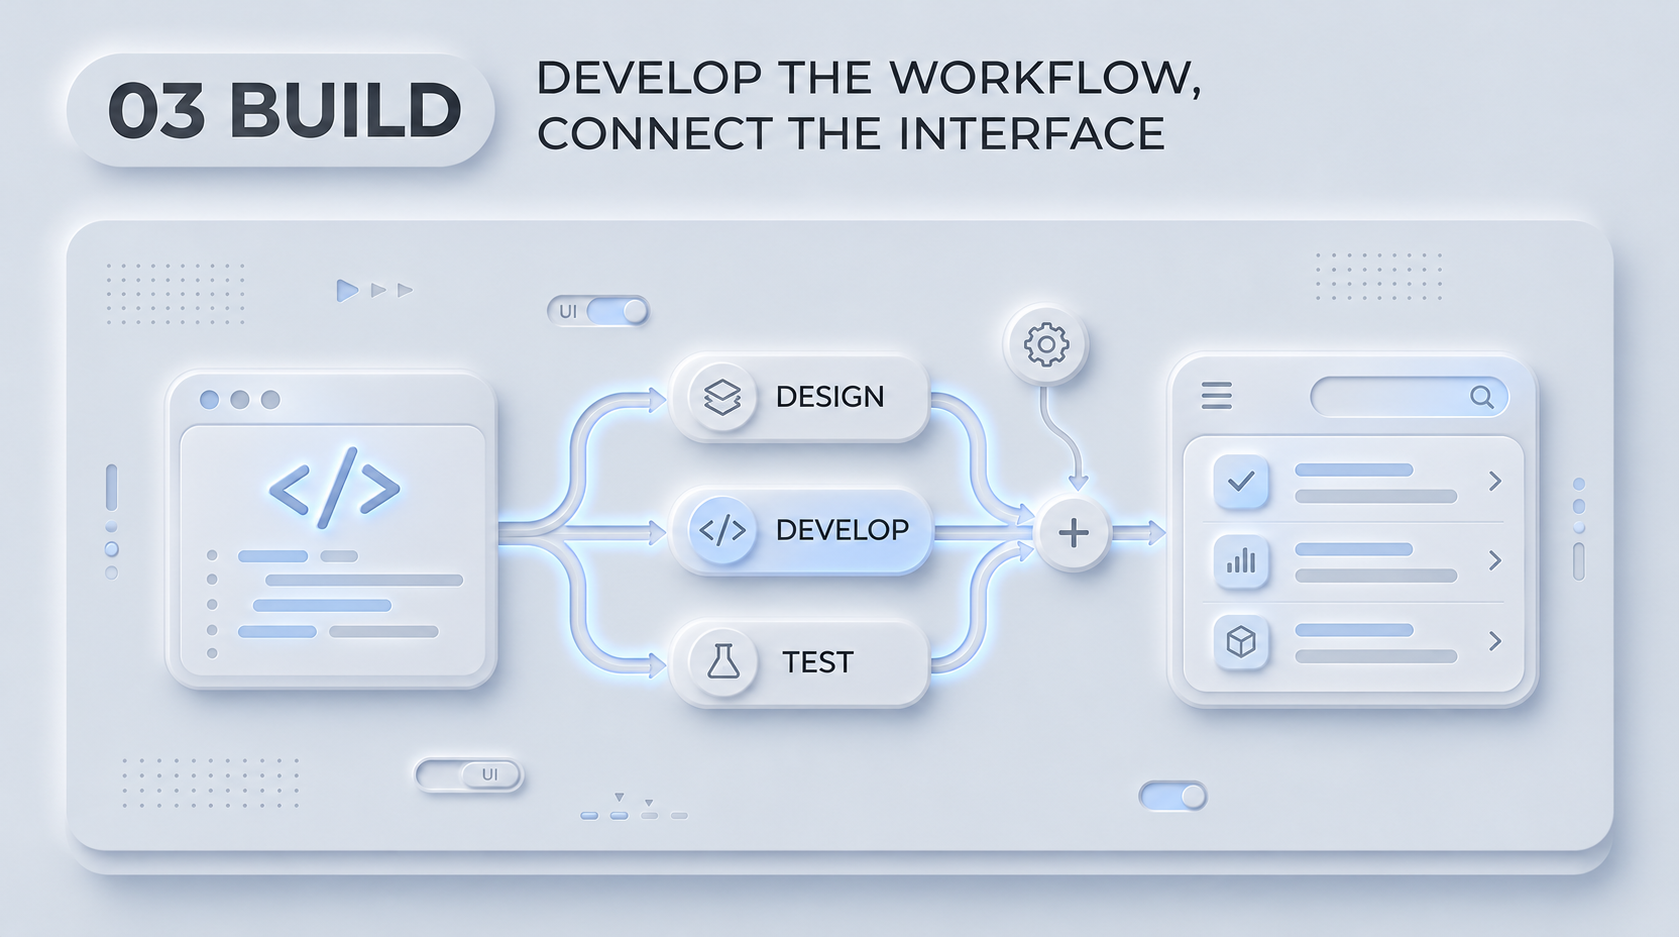 03 BUILD
DEVELOP THE WORKFLOW,
CONNECT THE INTERFACE
UI
DESIGN
</> DEVELOP
TEST
UI